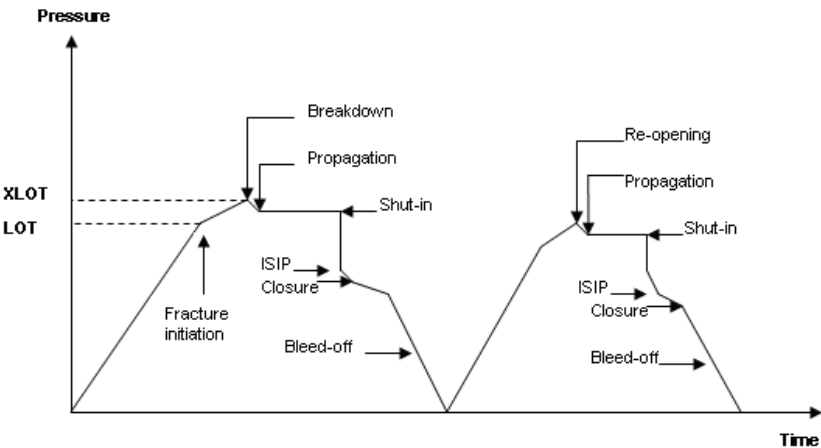 Pressure
Breakdown
Propagation
XLOT
Shut-in
LOT
ISIP
Closure
Fracture
initiation
Bleed-off
Re-opening
Propagation
Shut-in
ISIP
Closure
Bleed-off
Time